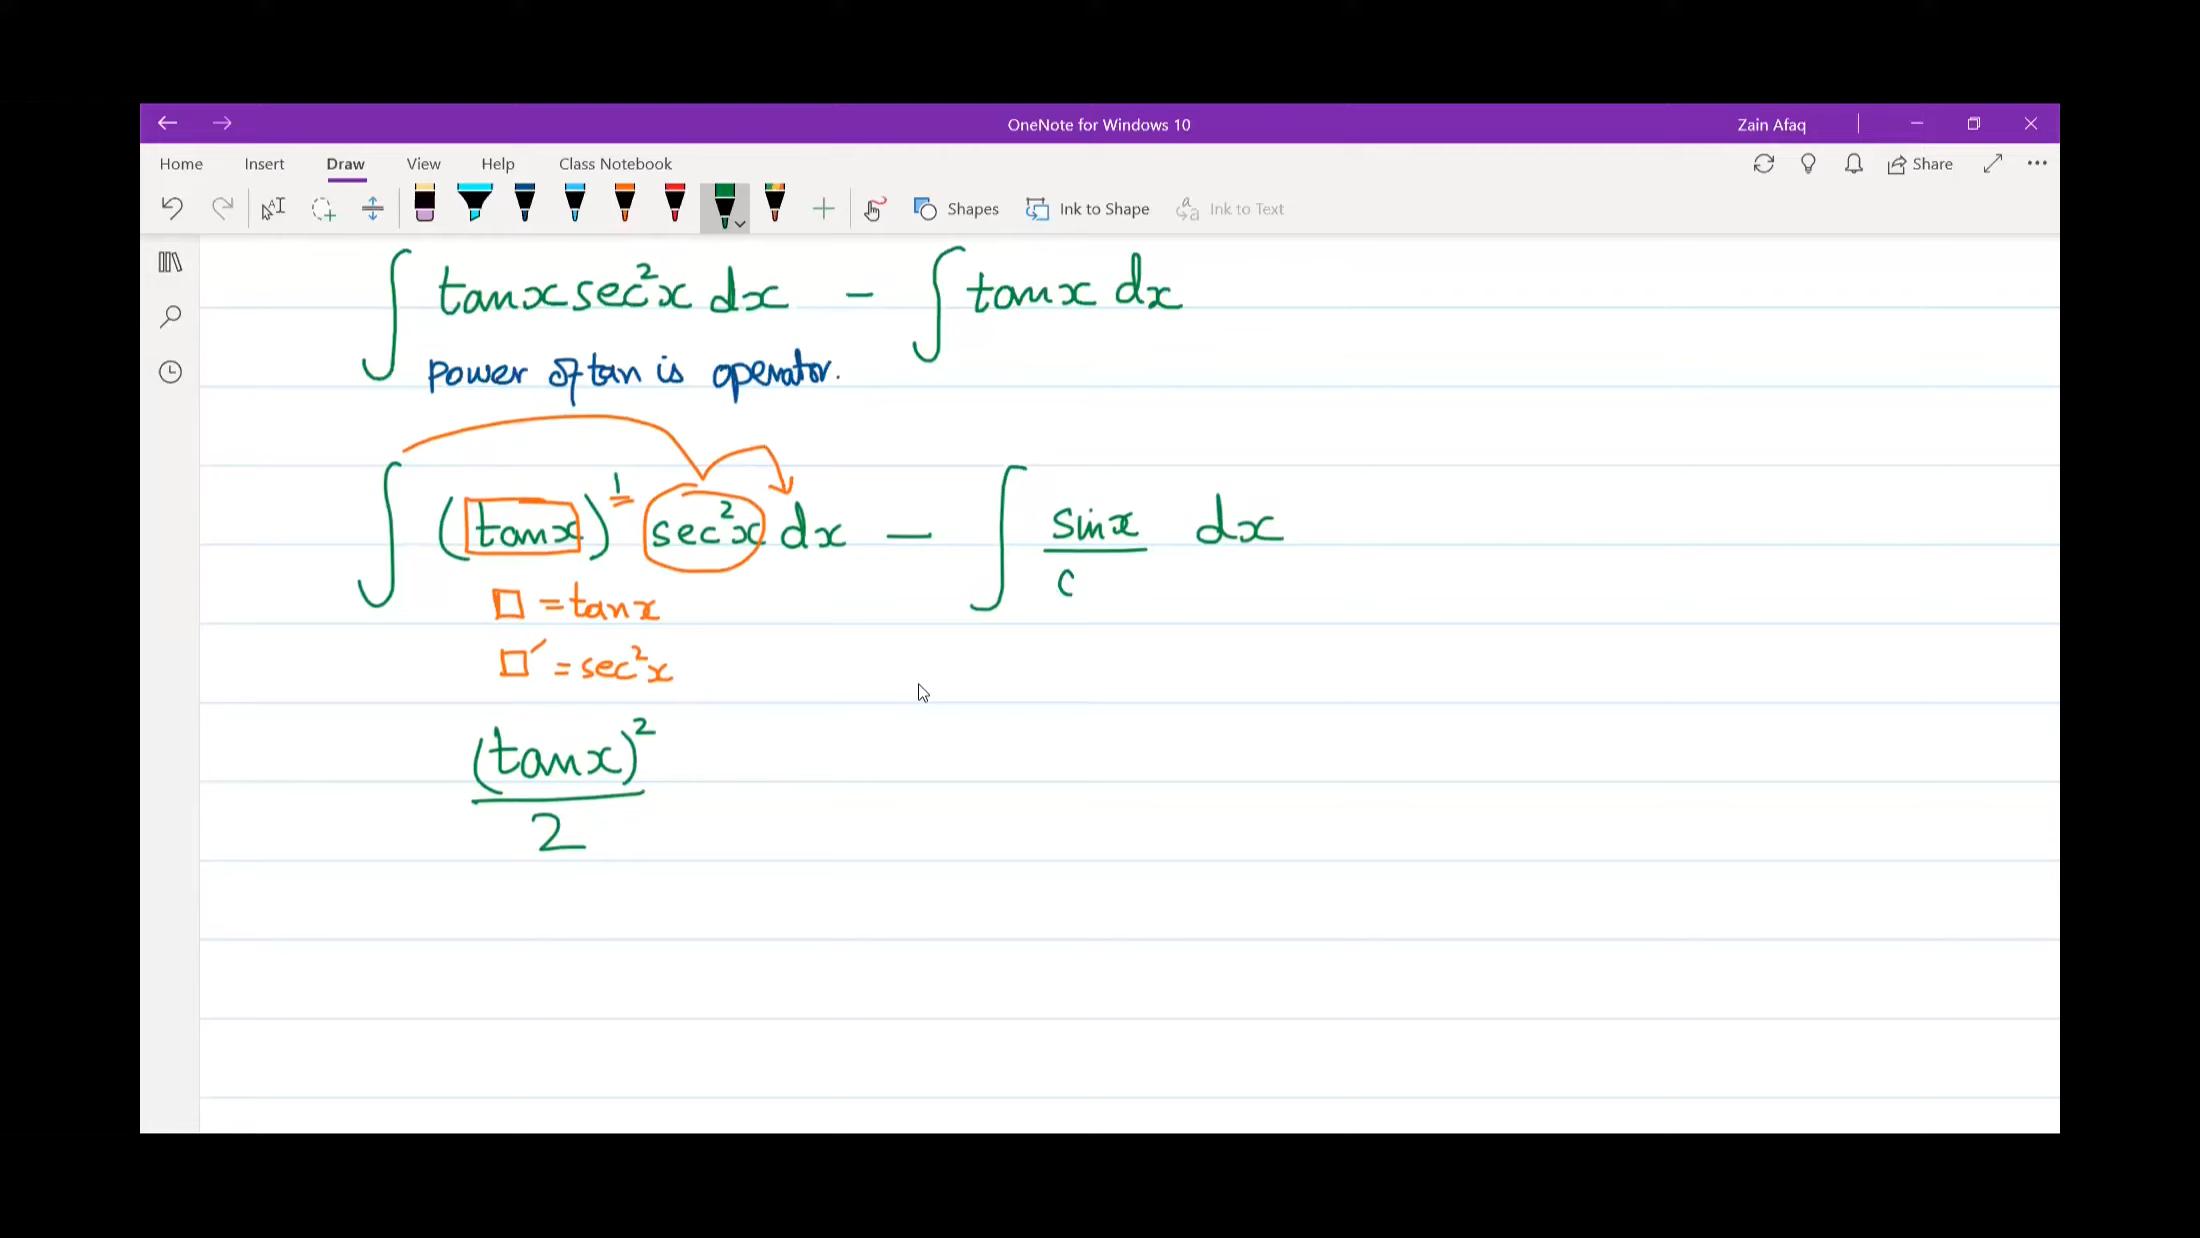 OneNote for Windows 10
Zain Afaq
Home Insert Draw View Help Class Notebook Share
Shapes Ink to Shape Ink to Text
∫ tanx sec²x dx − ∫ tanx dx
power of tan is operator.
∫ (tanx)¹ sec²x dx − ∫ sinx/c dx
□ = tanx
□′ = sec²x
(tanx)²
2